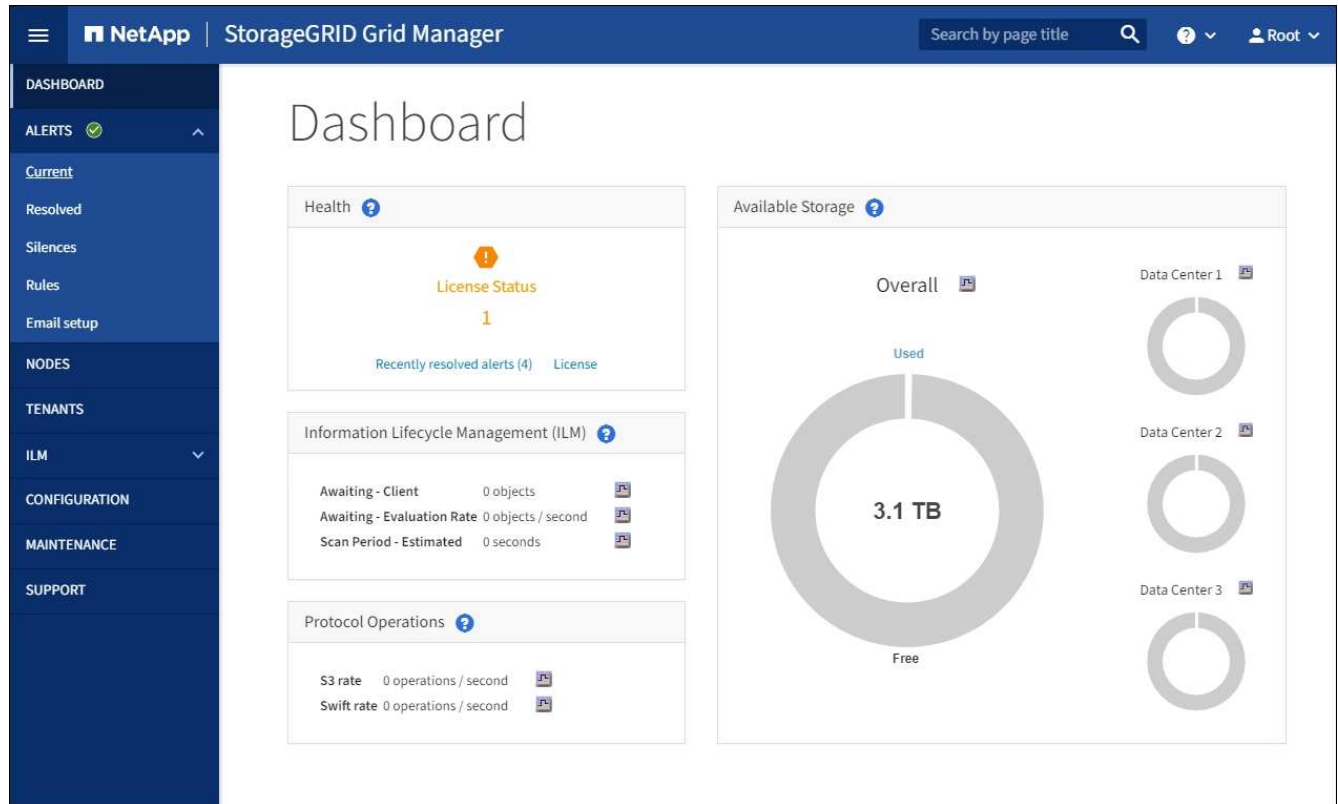 NetApp | StorageGRID Grid Manager
Search by page title
Root
DASHBOARD
ALERTS
Current
Resolved
Silences
Rules
Email setup
NODES
TENANTS
ILM
CONFIGURATION
MAINTENANCE
SUPPORT
Dashboard
Health ?
!
License Status
1
Recently resolved alerts (4) License
Information Lifecycle Management (ILM) ?
Awaiting - Client 0 objects
Awaiting - Evaluation Rate 0 objects / second
Scan Period - Estimated 0 seconds
Protocol Operations ?
S3 rate 0 operations / second
Swift rate 0 operations / second
Available Storage ?
Overall
Used
3.1 TB
Free
Data Center 1
Data Center 2
Data Center 3